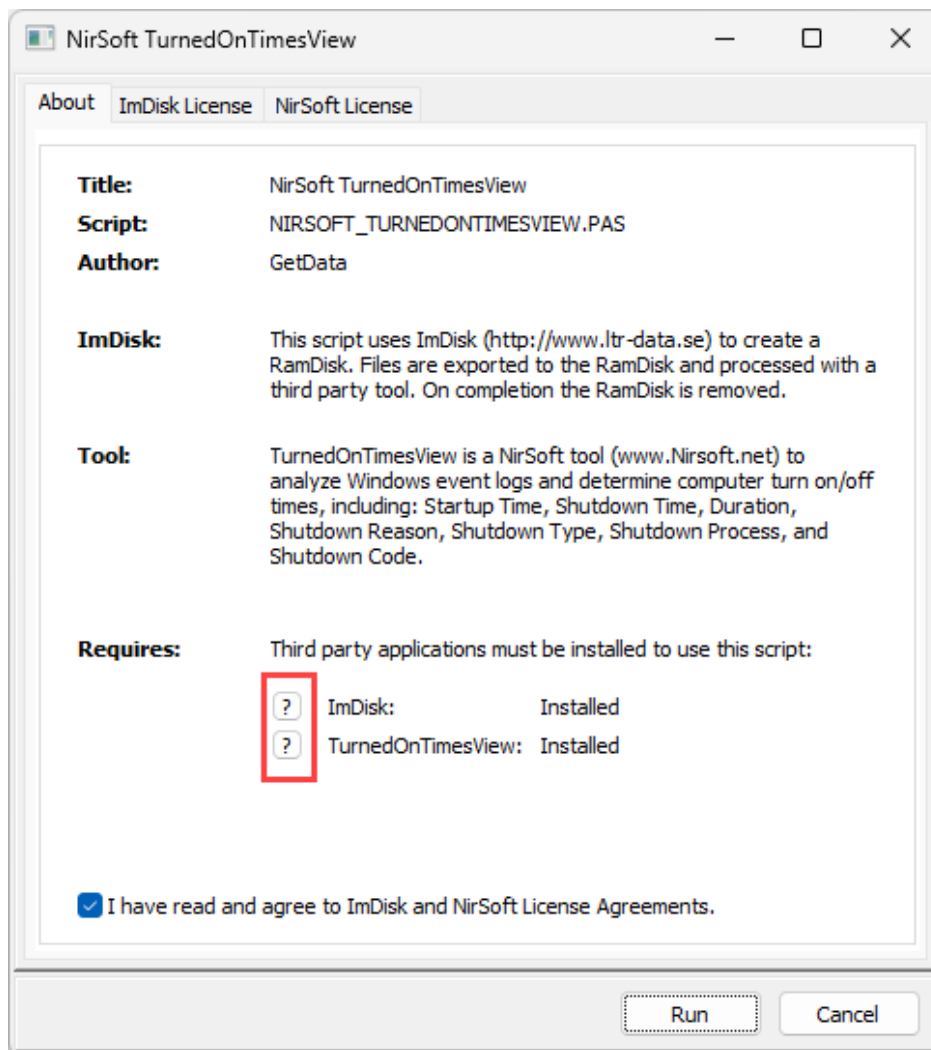 NirSoft TurnedOnTimesView
About ImDisk License NirSoft License
Title: NirSoft TurnedOnTimesView
Script: NIRSOFT_TURNEDONTIMESVIEW.PAS
Author: GetData
ImDisk: This script uses ImDisk (http://www.ltr-data.se) to create a
RamDisk. Files are exported to the RamDisk and processed with a
third party tool. On completion the RamDisk is removed.
Tool: TurnedOnTimesView is a NirSoft tool (www.Nirsoft.net) to
analyze Windows event logs and determine computer turn on/off
times, including: Startup Time, Shutdown Time, Duration,
Shutdown Reason, Shutdown Type, Shutdown Process, and
Shutdown Code.
Requires: Third party applications must be installed to use this script:
? ImDisk: Installed
? TurnedOnTimesView: Installed
I have read and agree to ImDisk and NirSoft License Agreements.
Run Cancel